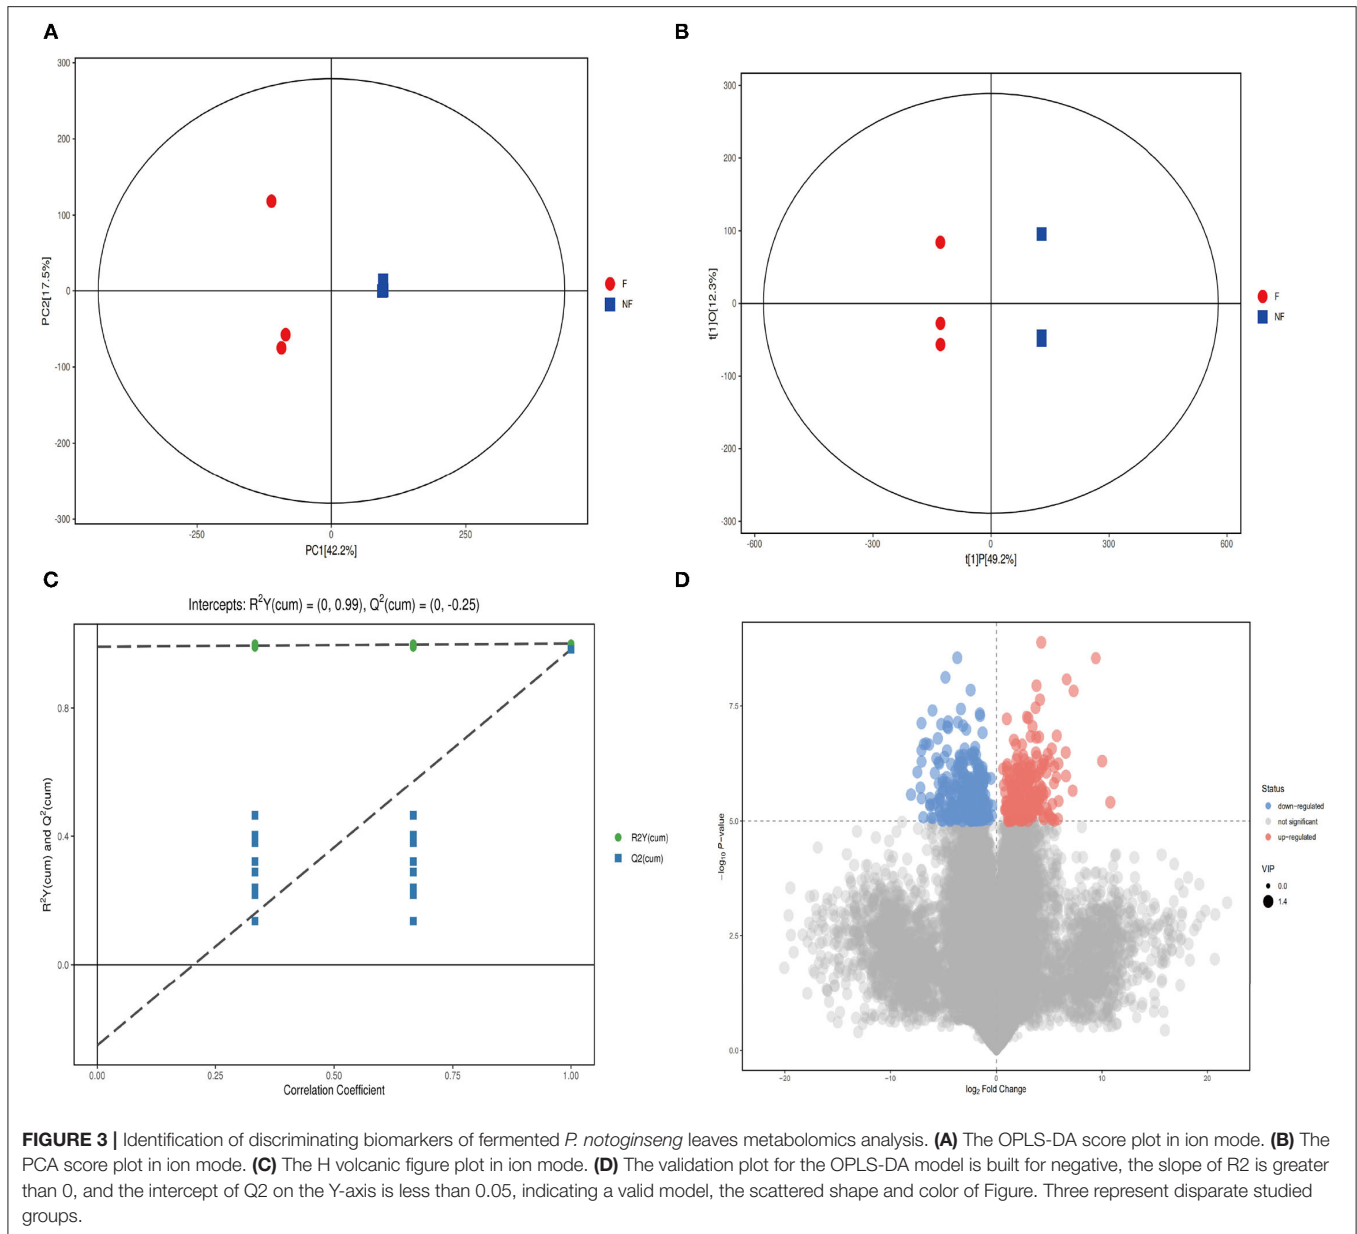 A
300
200
100
0
-100
-200
-300
PC2[17.5%]
-250
0
250
PC1[42.2%]
F
NF
B
300
200
100
0
-100
-200
-300
t[1]O[12.3%]
-600
-300
0
300
600
t[1]P[49.2%]
F
NF
C
Intercepts: R²Y(cum) = (0, 0.99), Q²(cum) = (0, -0.25)
0.8
0.4
0.0
R²Y(cum) and Q²(cum)
0.00
0.25
0.50
0.75
1.00
Correlation Coefficient
R2Y(cum)
Q2(cum)
D
7.5
5.0
2.5
0.0
−log₁₀ P−value
−20
−10
0
10
20
log₂ Fold Change
Status
down−regulated
not significant
up−regulated
VIP
0.0
1.4
FIGURE 3 | Identification of discriminating biomarkers of fermented P. notoginseng leaves metabolomics analysis. (A) The OPLS-DA score plot in ion mode. (B) The
PCA score plot in ion mode. (C) The H volcanic figure plot in ion mode. (D) The validation plot for the OPLS-DA model is built for negative, the slope of R2 is greater
than 0, and the intercept of Q2 on the Y-axis is less than 0.05, indicating a valid model, the scattered shape and color of Figure. Three represent disparate studied
groups.